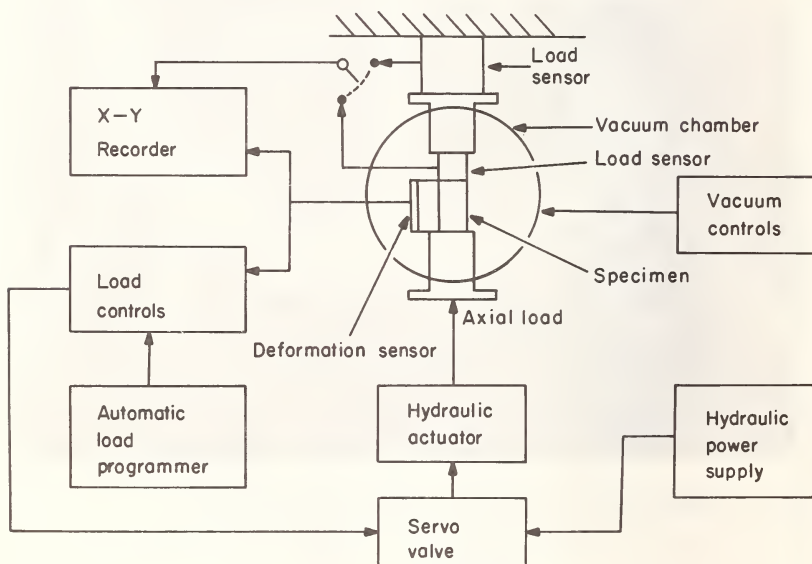 Load
sensor
X-Y
Recorder
Vacuum chamber
Load sensor
Vacuum
controls
Specimen
Load
controls
Axial load
Deformation sensor
Automatic
load
programmer
Hydraulic
actuator
Hydraulic
power
supply
Servo
valve